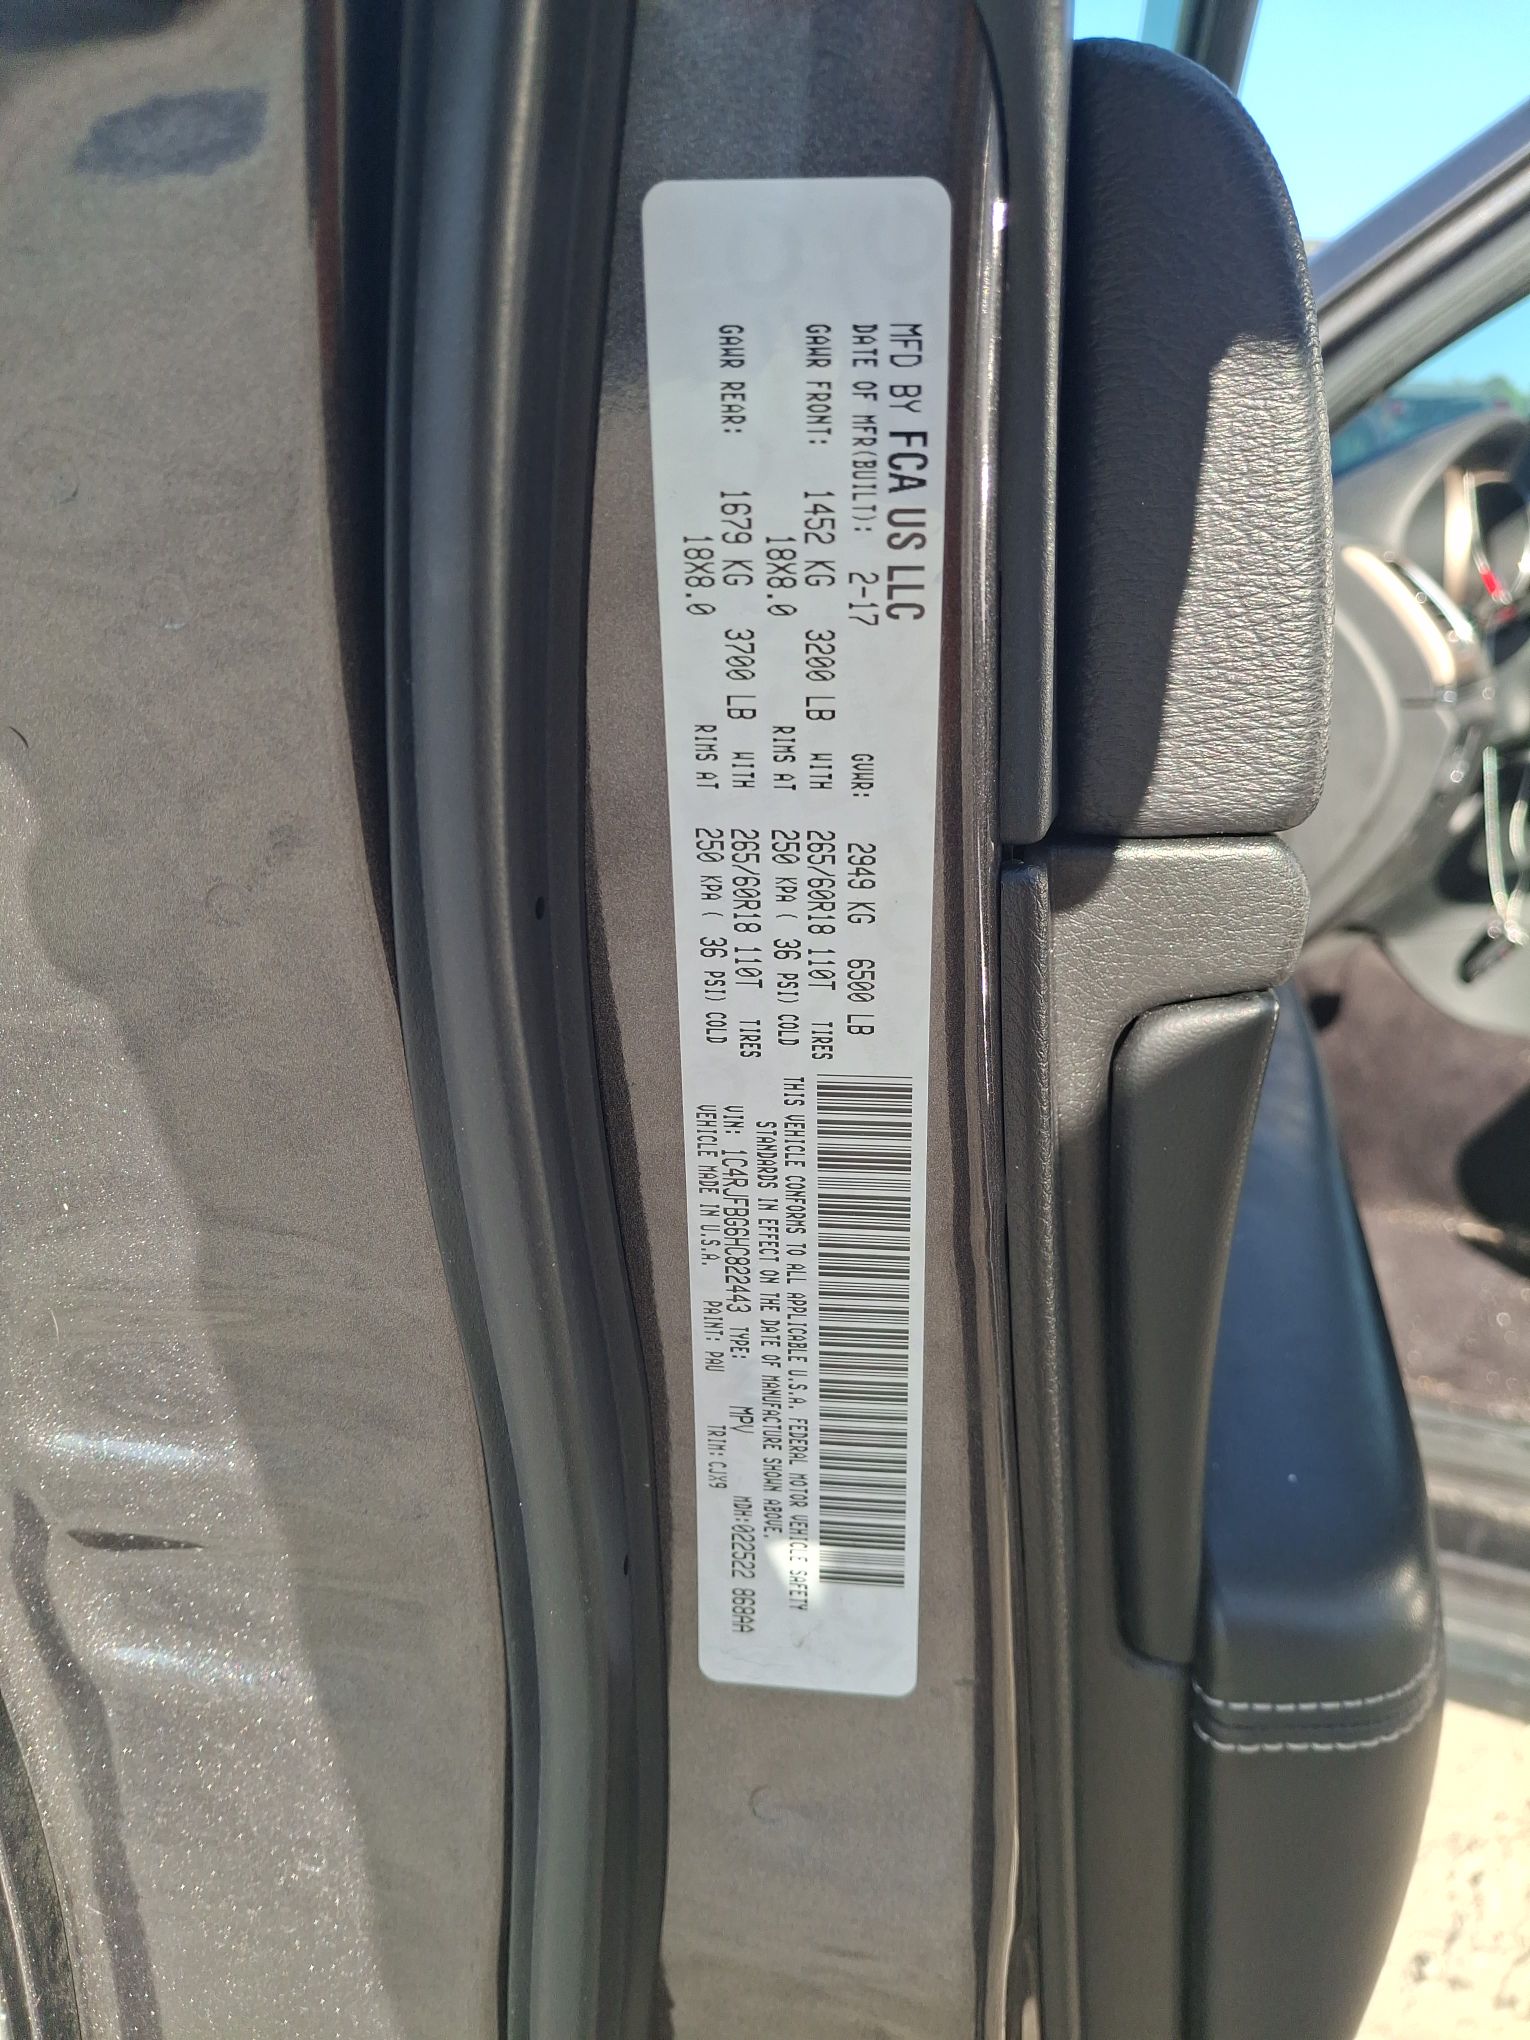 MFD BY FCA US LLC
DATE OF MFR(BUILT): 2-17 GVWR: 2949 KG 6500 LB
GAWR FRONT: 1452 KG 3200 LB WITH 265/60R18 110T TIRES
18X8.0 RIMS AT 250 KPA ( 36 PSI) COLD
GAWR REAR: 1679 KG 3700 LB WITH 265/60R18 110T TIRES
18X8.0 RIMS AT 250 KPA ( 36 PSI) COLD
THIS VEHICLE CONFORMS TO ALL APPLICABLE U.S.A. FEDERAL MOTOR VEHICLE SAFETY
STANDARDS IN EFFECT ON THE DATE OF MANUFACTURE SHOWN ABOVE.
VIN: 1C4RJFBG6HC822443 TYPE: MPV MDH:022522 868AA
VEHICLE MADE IN U.S.A. PAINT: PAU TRIM: CJX9